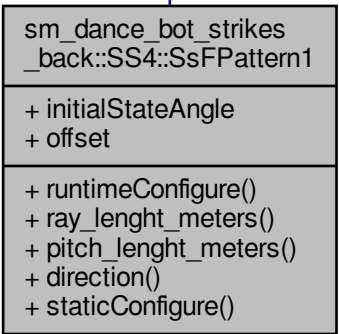 sm_dance_bot_strikes
_back::SS4::SsFPattern1
+ initialStateAngle
+ offset
+ runtimeConfigure()
+ ray_lenght_meters()
+ pitch_lenght_meters()
+ direction()
+ staticConfigure()